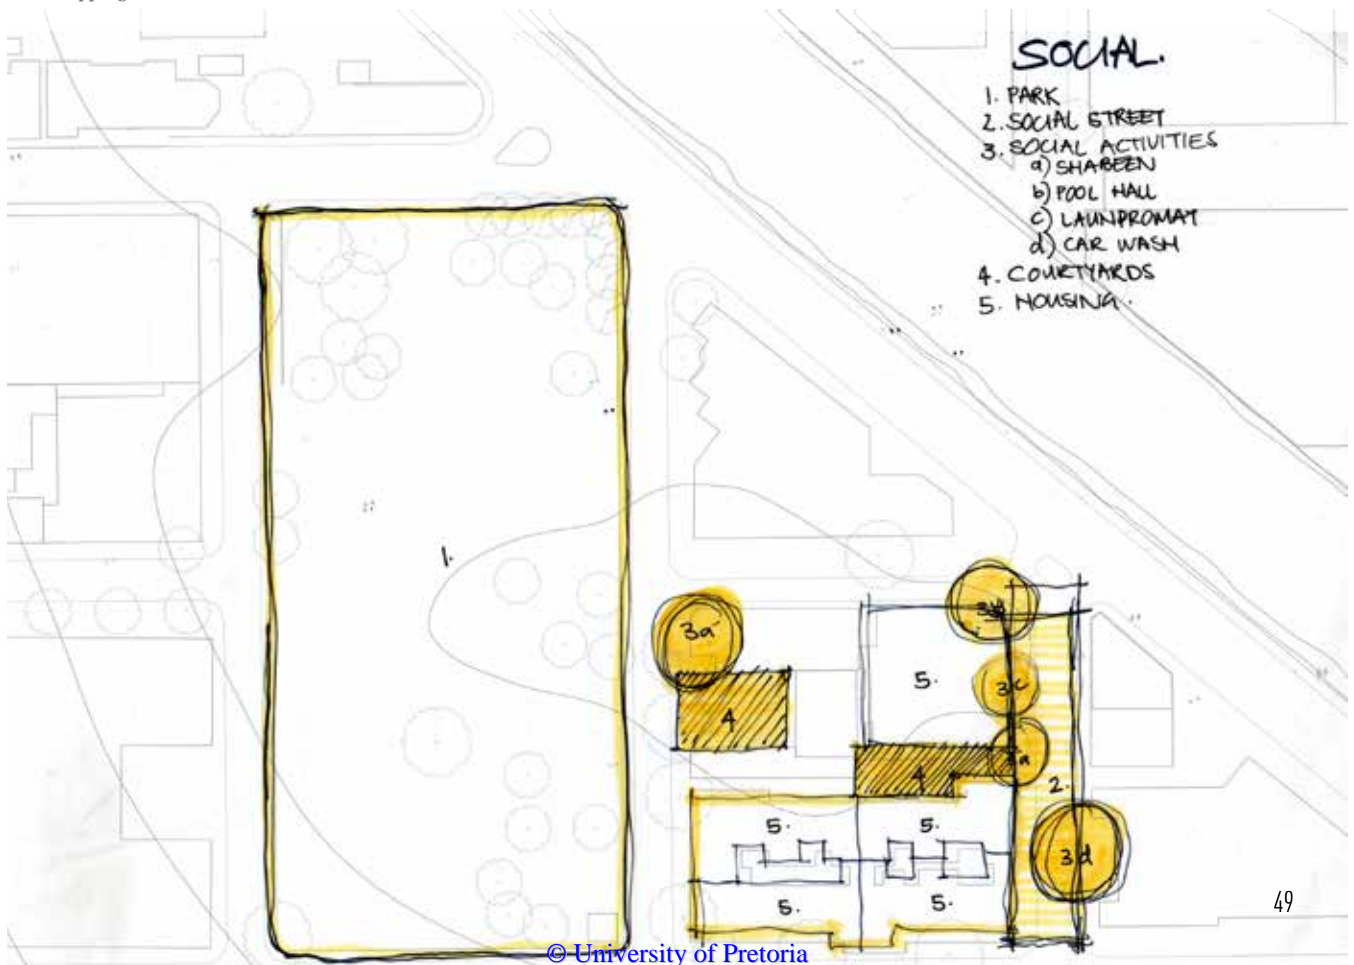 SOCIAL.
1. PARK
2. SOCIAL STREET
3. SOCIAL ACTIVITIES
a) SHABEEN
b) POOL HALL
c) LAUNDROMAT
d) CAR WASH
4. COURTYARDS
5. HOUSING.
1.
3a
3b
3c
5.
4
3a
4
2.
5.
5.
3d
5.
5.
49
© University of Pretoria